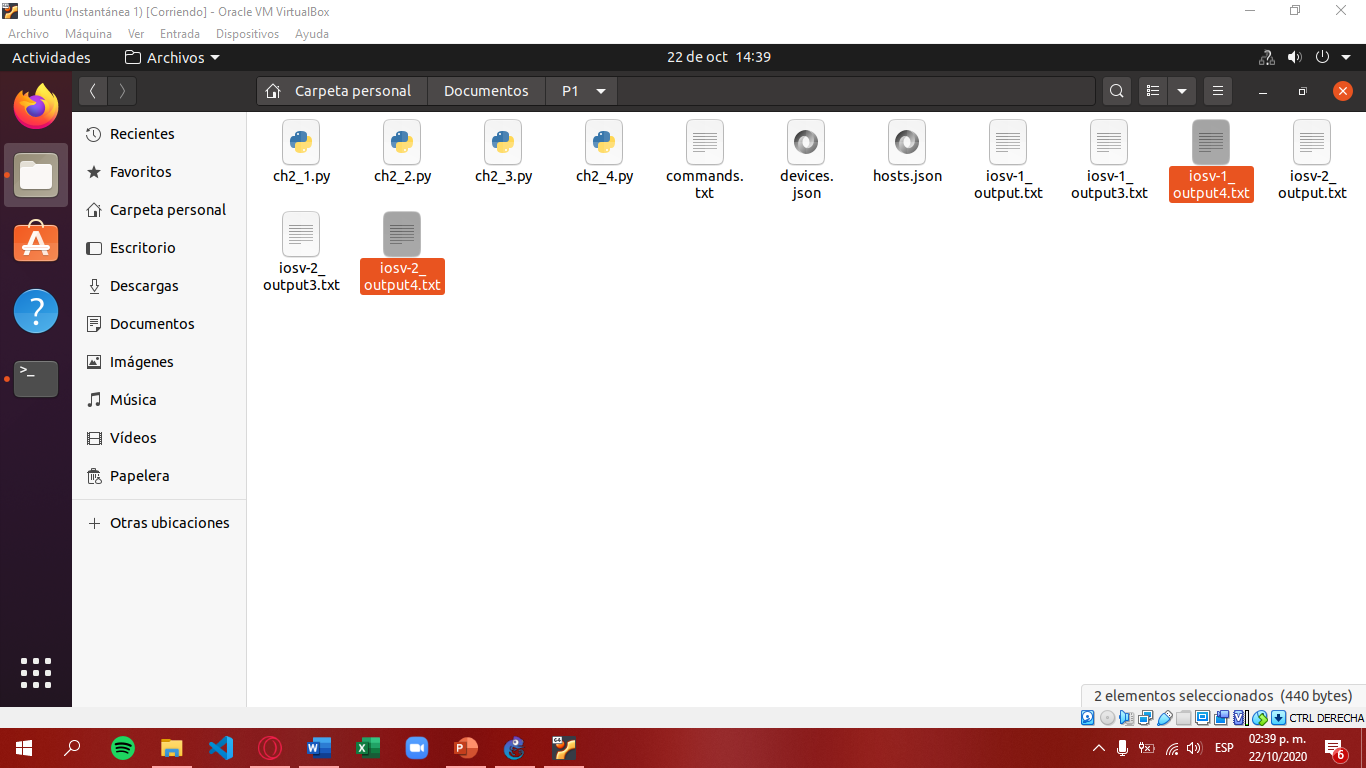 ubuntu (Instantánea 1) [Corriendo] - Oracle VM VirtualBox
Archivo Máquina Ver Entrada Dispositivos Ayuda
Actividades Archivos 22 de oct 14:39
Carpeta personal Documentos P1
Recientes
Favoritos
Carpeta personal
Escritorio
Descargas
Documentos
Imágenes
Música
Vídeos
Papelera
Otras ubicaciones
ch2_1.py
ch2_2.py
ch2_3.py
ch2_4.py
commands.
txt
devices.
json
hosts.json
iosv-1_
output.txt
iosv-1_
output3.txt
iosv-1_
output4.txt
iosv-2_
output.txt
iosv-2_
output3.txt
iosv-2_
output4.txt
2 elementos seleccionados (440 bytes)
CTRL DERECHA
ESP
02:39 p. m.
22/10/2020
6